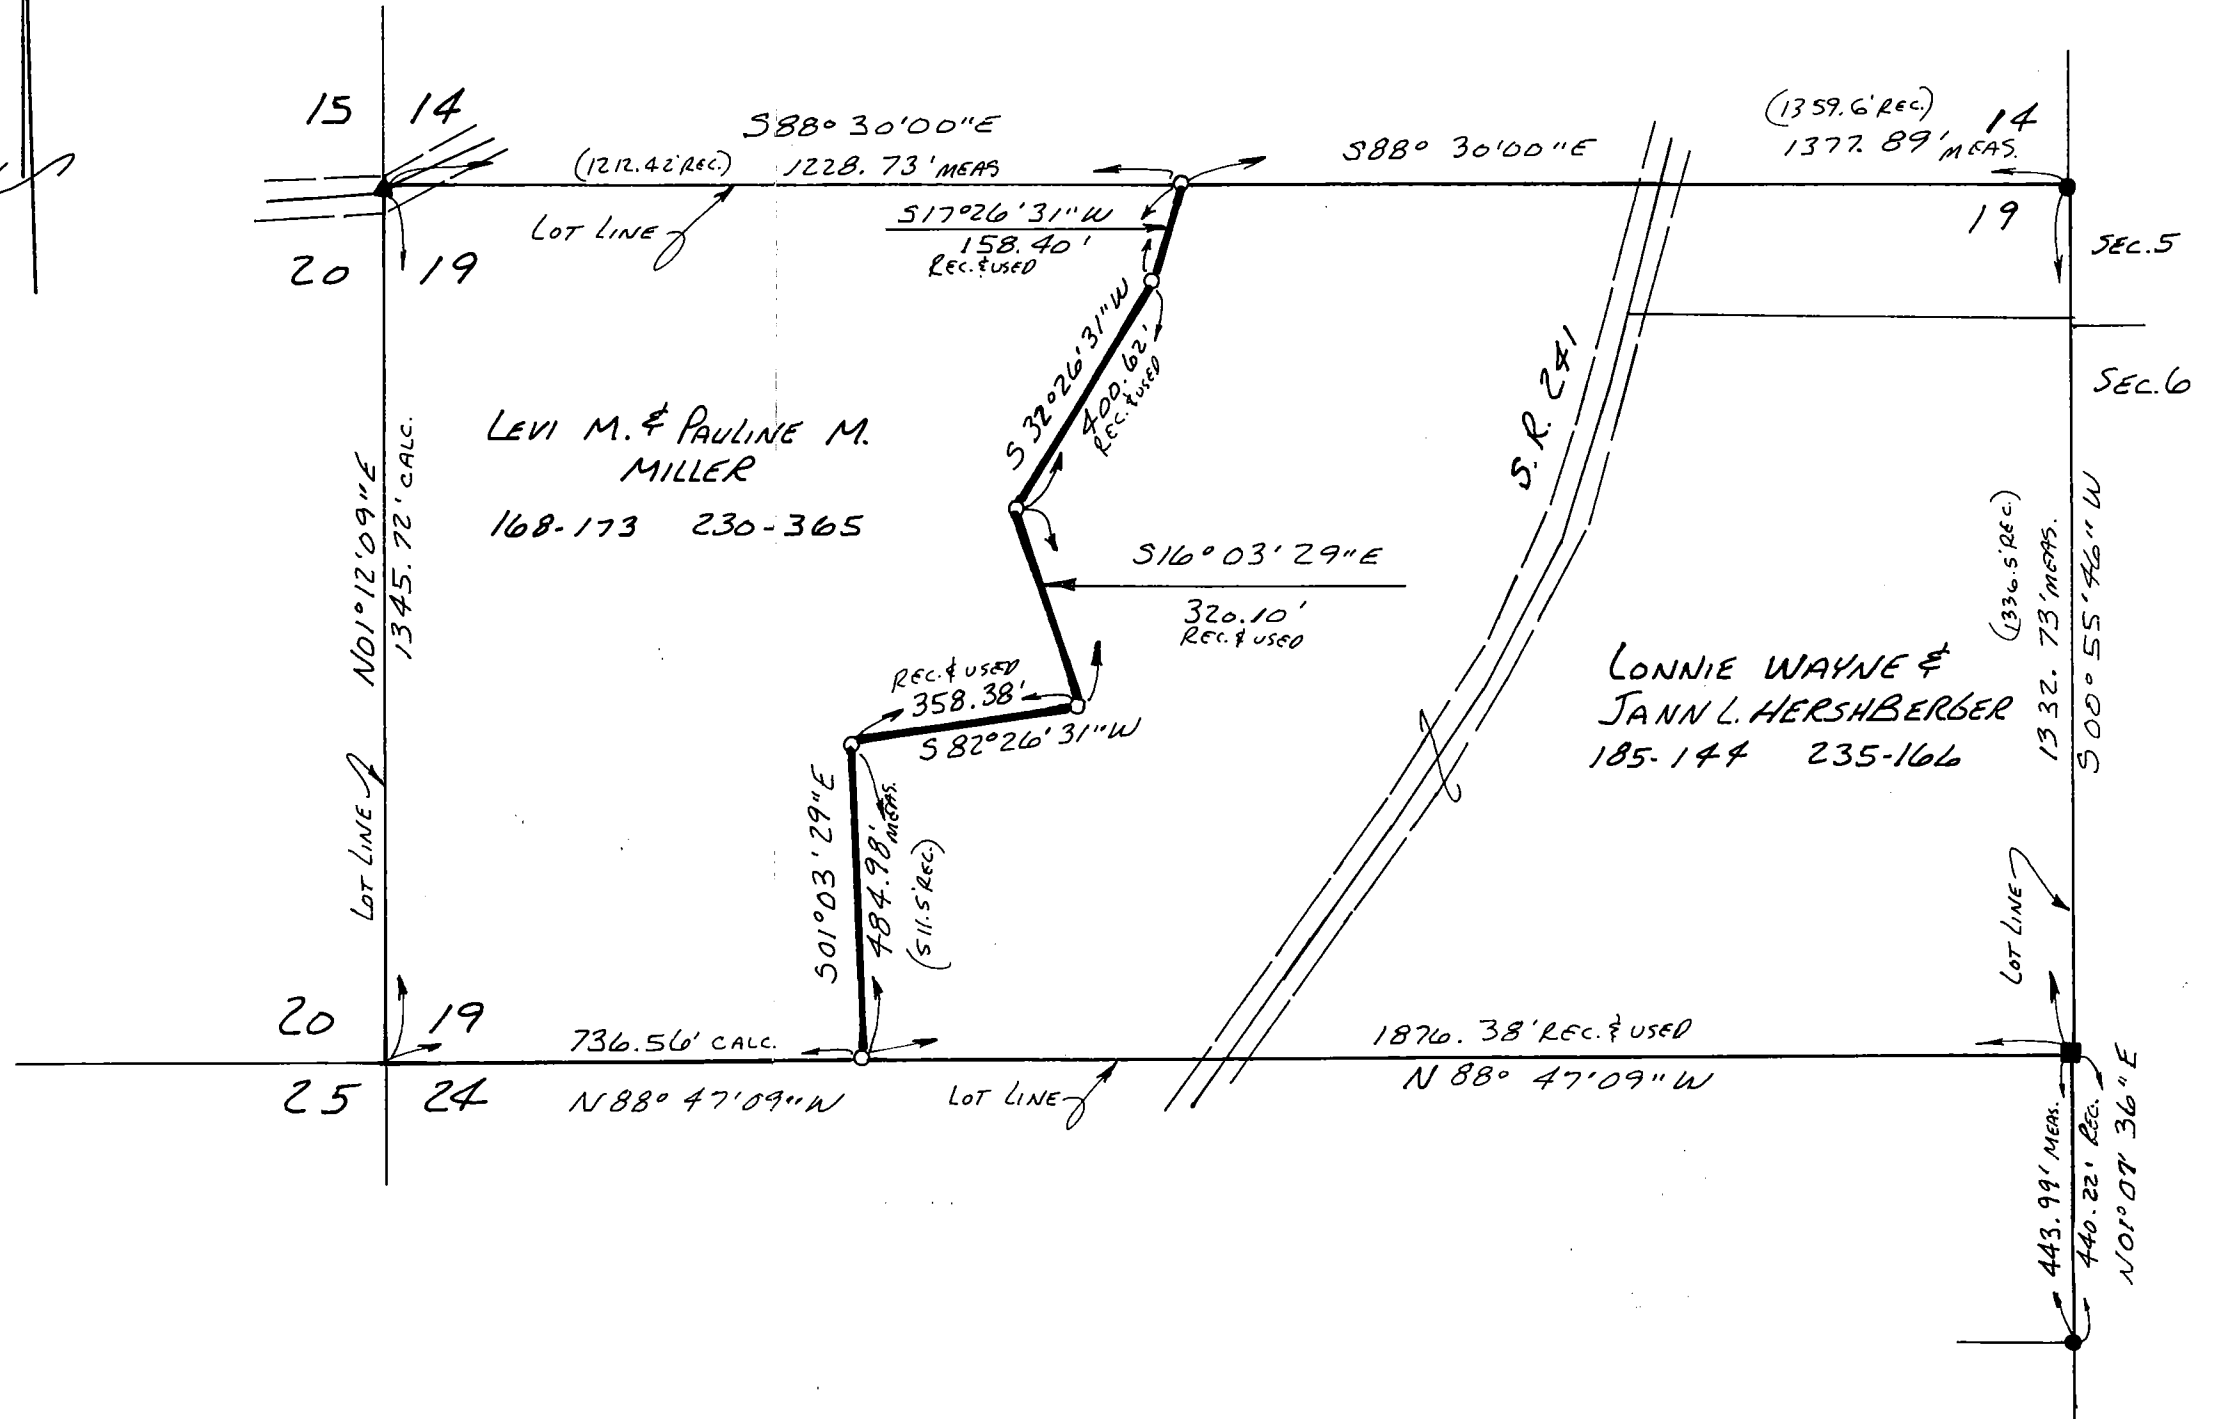 15 14
S88° 30'00"E
(1212.42' REC.) 1228.73' MEAS
S88° 30'00"E
(1359.6' REC.)
1377.89' MEAS.
14
LOT LINE
S17°26'31"W
158.40'
REC. & USED
19
SEC. 5
20 19
S 32°26'31"W
400.62'
REC. & USED
S.R. 241
SEC. 6
LEVI M. & PAULINE M.
MILLER
168-173 230-365
N01°12'09"E
1345.72' CALC.
S16° 03' 29"E
320.10'
REC. & USED
(1336.5' REC.)
1332.73' MEAS.
S 00° 55' 46" W
LONNIE WAYNE &
JANN L. HERSHBERGER
185-144 235-166
REC. & USED
358.38'
S 82°26'31"W
LOT LINE
S01°03'29"E
484.98' MEAS.
(511.5' REC.)
LOT LINE
20 19
736.56' CALC.
1876.38' REC. & USED
25 24
N 88° 47'09"W
LOT LINE
N 88° 47'09"W
443.99' MEAS.
440.22' REC.
N01°07'36"E